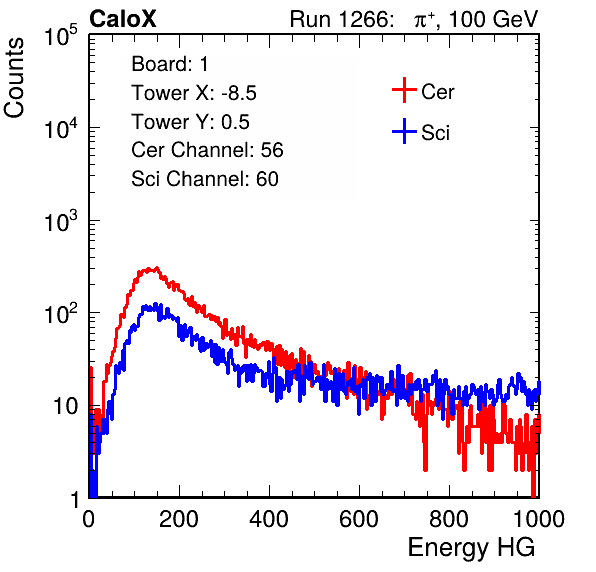 CaloX Run 1266: π⁺, 100 GeV
Counts
10⁵
10⁴
10³
10²
10
1
Board: 1
Tower X: -8.5
Tower Y: 0.5
Cer Channel: 56
Sci Channel: 60
Cer
Sci
0 200 400 600 800 1000
Energy HG